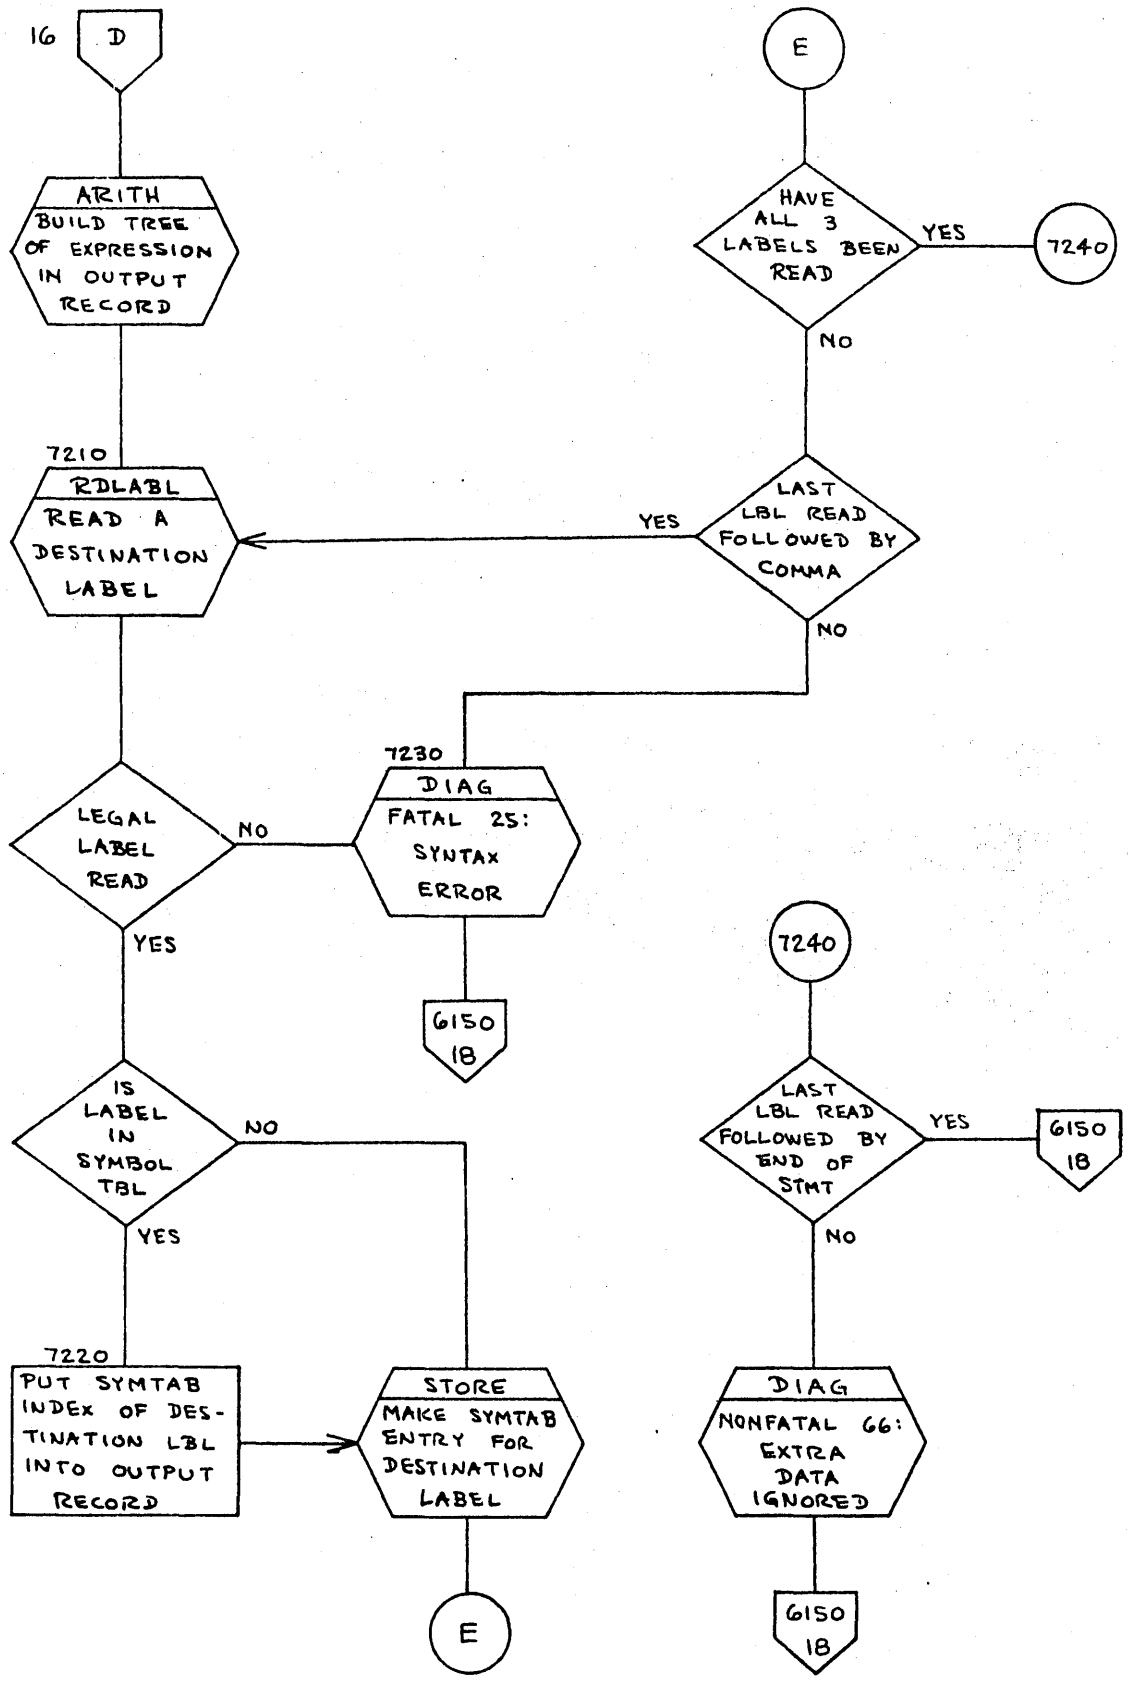 16 D
ARITH
BUILD TREE
OF EXPRESSION
IN OUTPUT
RECORD
7210
RDLABL
READ A
DESTINATION
LABEL
LEGAL
LABEL
READ
NO
YES
7230
DIAG
FATAL 25:
SYNTAX
ERROR
6150
18
IS
LABEL
IN
SYMBOL
TBL
NO
YES
7220
PUT SYMTAB
INDEX OF DES-
TINATION LBL
INTO OUTPUT
RECORD
STORE
MAKE SYMTAB
ENTRY FOR
DESTINATION
LABEL
E
E
HAVE
ALL 3
LABELS BEEN
READ
YES
7240
NO
LAST
LBL READ
FOLLOWED BY
COMMA
YES
NO
7240
LAST
LBL READ
FOLLOWED BY
END OF
STMT
YES
6150
18
NO
DIAG
NONFATAL 66:
EXTRA
DATA
IGNORED
6150
18